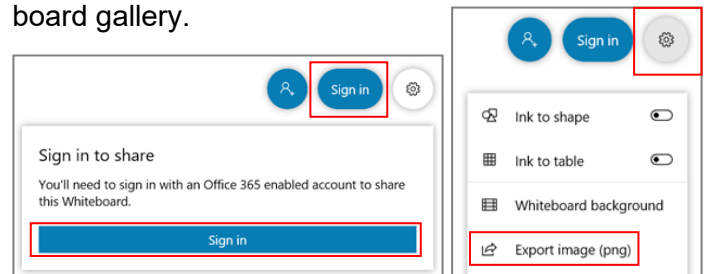 board gallery.
Sign in
Sign in to share
You'll need to sign in with an Office 365 enabled account to share
this Whiteboard.
Sign in
Sign in
Ink to shape
Ink to table
Whiteboard background
Export image (png)